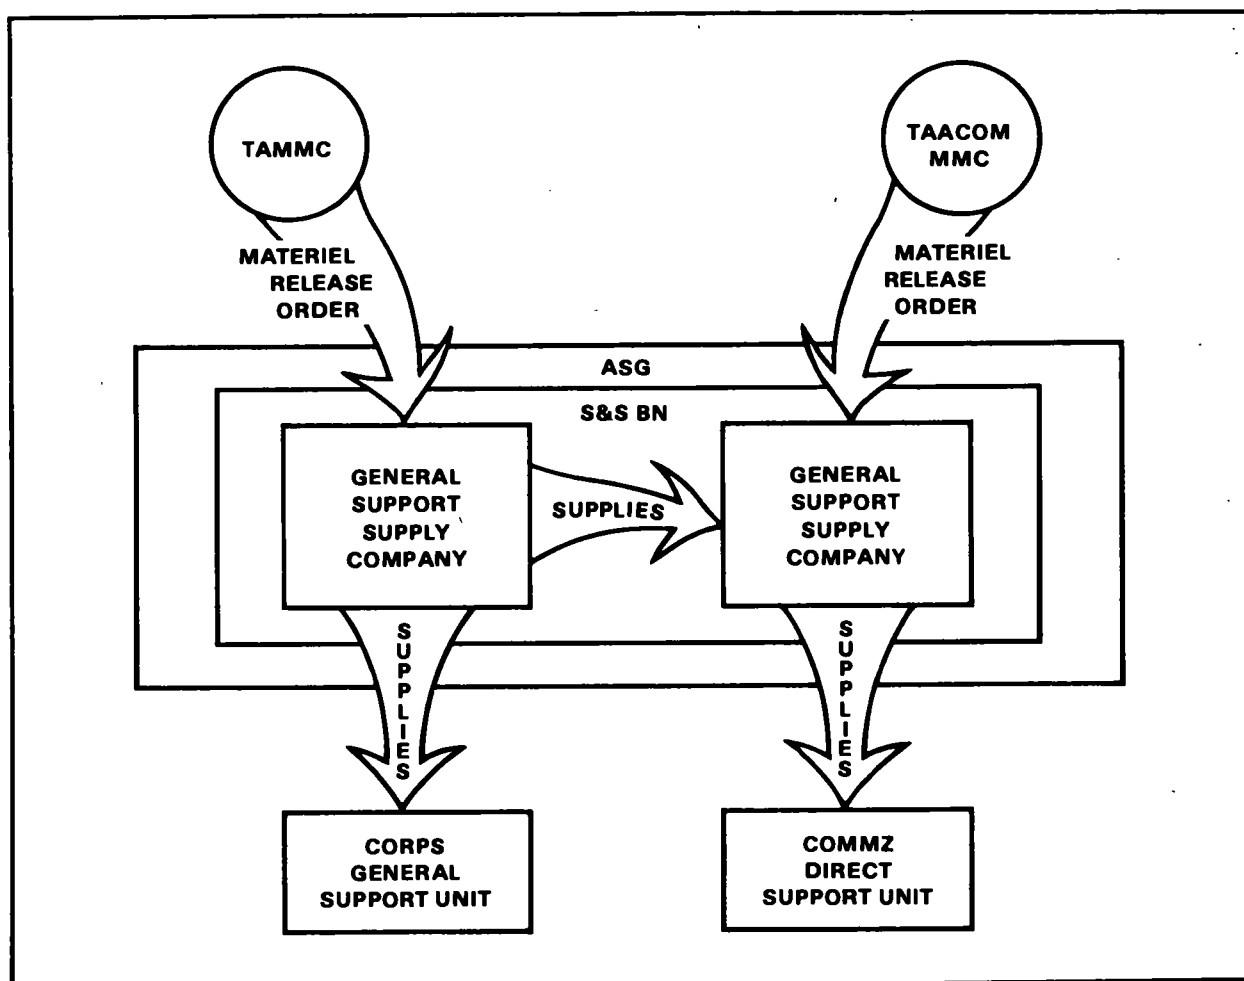 TAMMC
TAACOM
MMC
MATERIEL
RELEASE
ORDER
MATERIEL
RELEASE
ORDER
ASG
S&S BN
GENERAL
SUPPORT
SUPPLY
COMPANY
SUPPLIES
GENERAL
SUPPORT
SUPPLY
COMPANY
SUPPLIES
SUPPLIES
CORPS
GENERAL
SUPPORT UNIT
COMMZ
DIRECT
SUPPORT UNIT